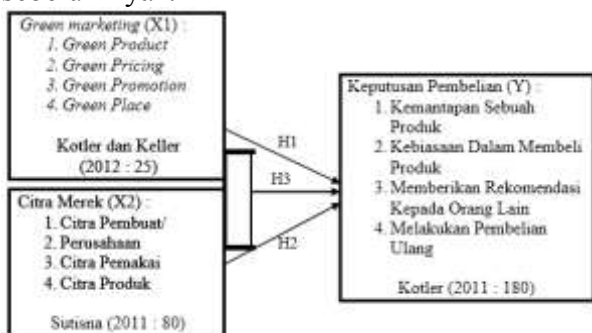 Green marketing (X1) :
1. Green Product
2. Green Pricing
3. Green Promotion
4. Green Place
Kotler dan Keller
(2012 : 25)
Citra Merek (X2) :
1. Citra Pembuat/
2. Perusahaan
3. Citra Pemakai
4. Citra Produk
Sutisna (2011 : 80)
H1
H3
H2
Keputusan Pembelian (Y) :
1. Kemantapan Sebuah
Produk
2. Kebiasaan Dalam Membeli
Produk
3. Memberikan Rekomendasi
Kepada Orang Lain
4. Melakukan Pembelian
Ulang
Kotler (2011 : 180)